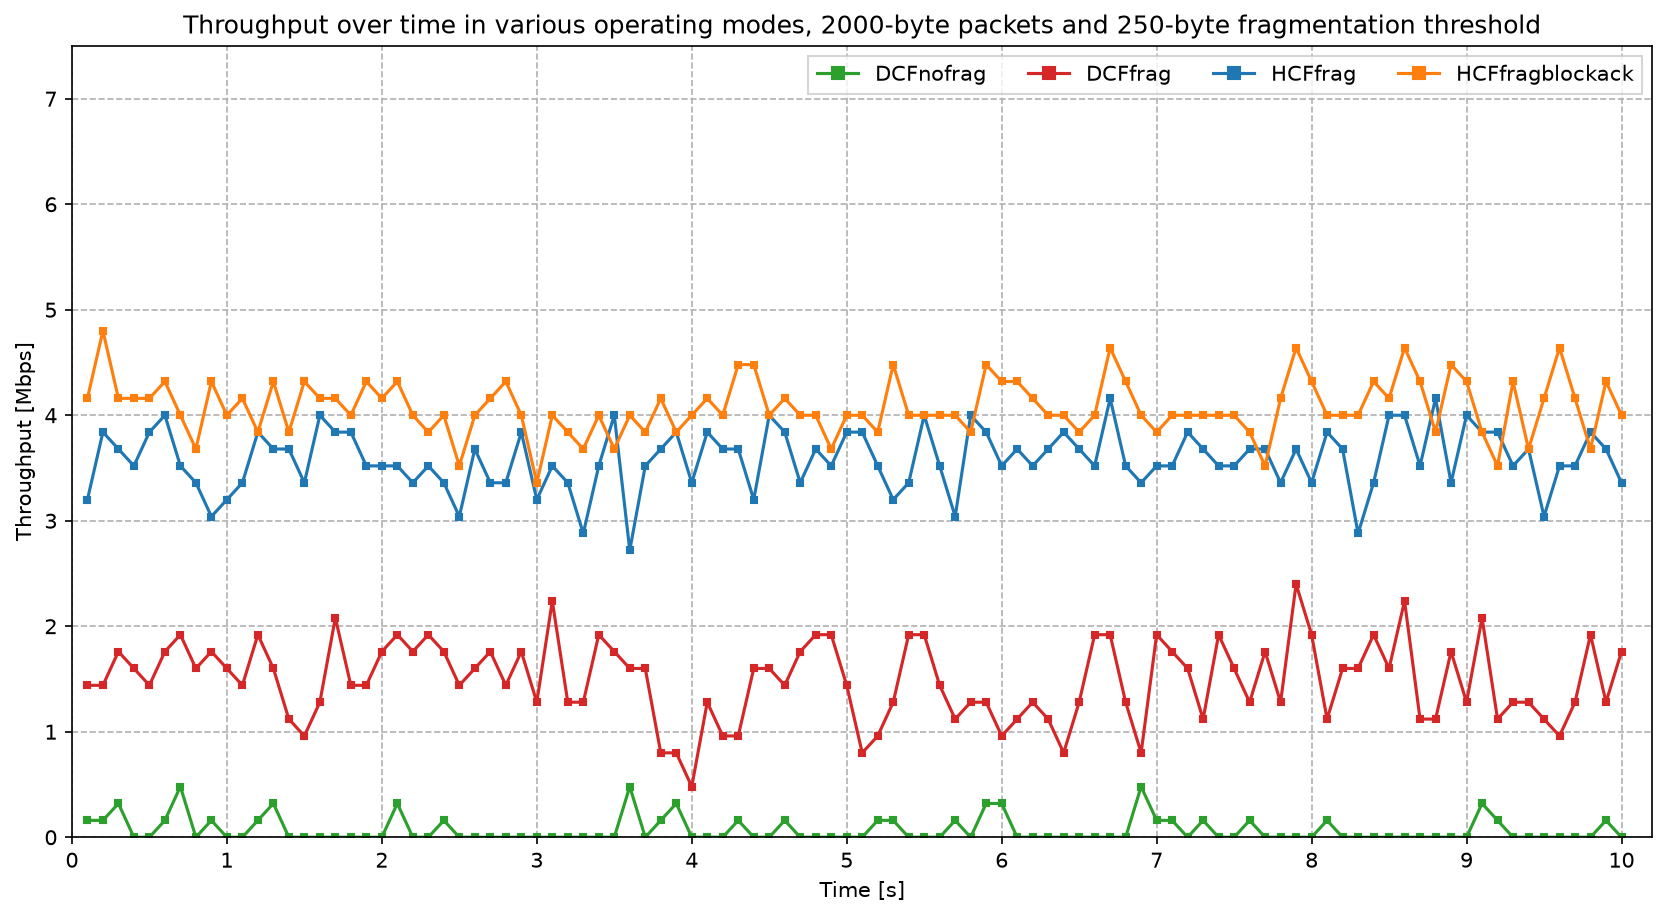 Throughput over time in various operating modes, 2000-byte packets and 250-byte fragmentation threshold
DCFnofrag DCFfrag HCFfrag HCFfragblockack
Throughput [Mbps]
7
6
5
4
3
2
1
0
0 1 2 3 4 5 6 7 8 9 10
Time [s]